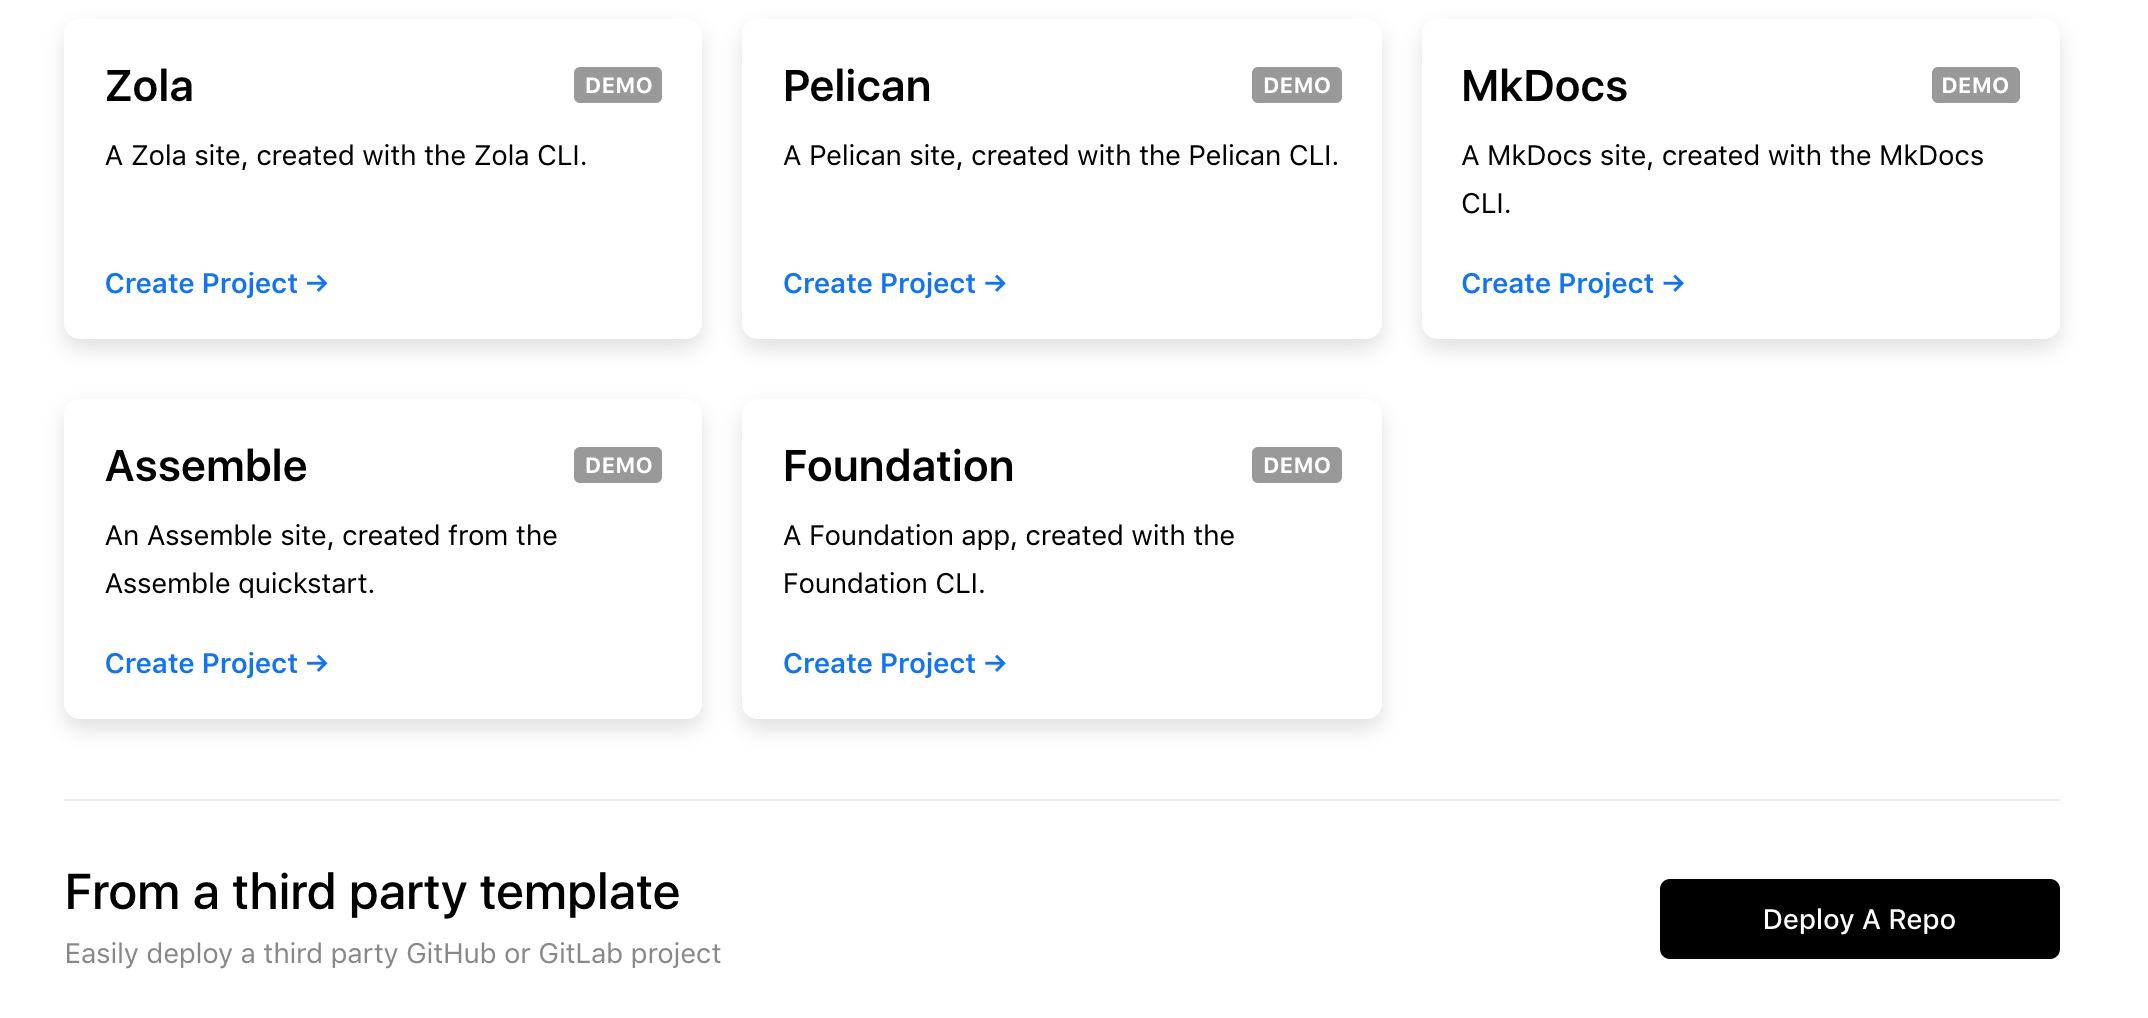 Zola
DEMO
A Zola site, created with the Zola CLI.
Create Project →
Pelican
DEMO
A Pelican site, created with the Pelican CLI.
Create Project →
MkDocs
DEMO
A MkDocs site, created with the MkDocs
CLI.
Create Project →
Assemble
DEMO
An Assemble site, created from the
Assemble quickstart.
Create Project →
Foundation
DEMO
A Foundation app, created with the
Foundation CLI.
Create Project →
From a third party template
Easily deploy a third party GitHub or GitLab project
Deploy A Repo